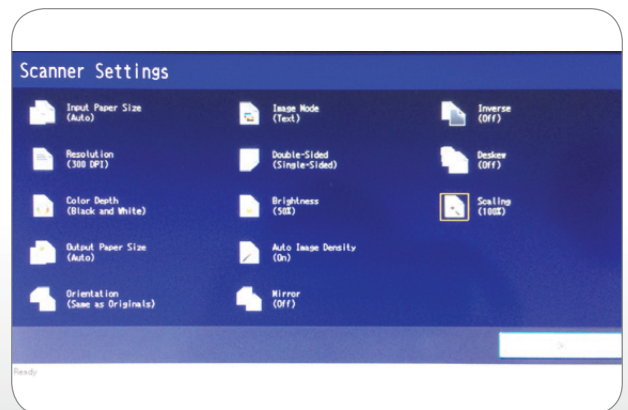 Scanner Settings
Input Paper Size
(Auto)
Resolution
(300 DPI)
Color Depth
(Black and White)
Output Paper Size
(Auto)
Orientation
(Same as Originals)
Image Mode
(Text)
Double-Sided
(Single-Sided)
Brightness
(50%)
Auto Image Density
(On)
Mirror
(Off)
Inverse
(Off)
Deskew
(Off)
Scaling
(100%)
Ready